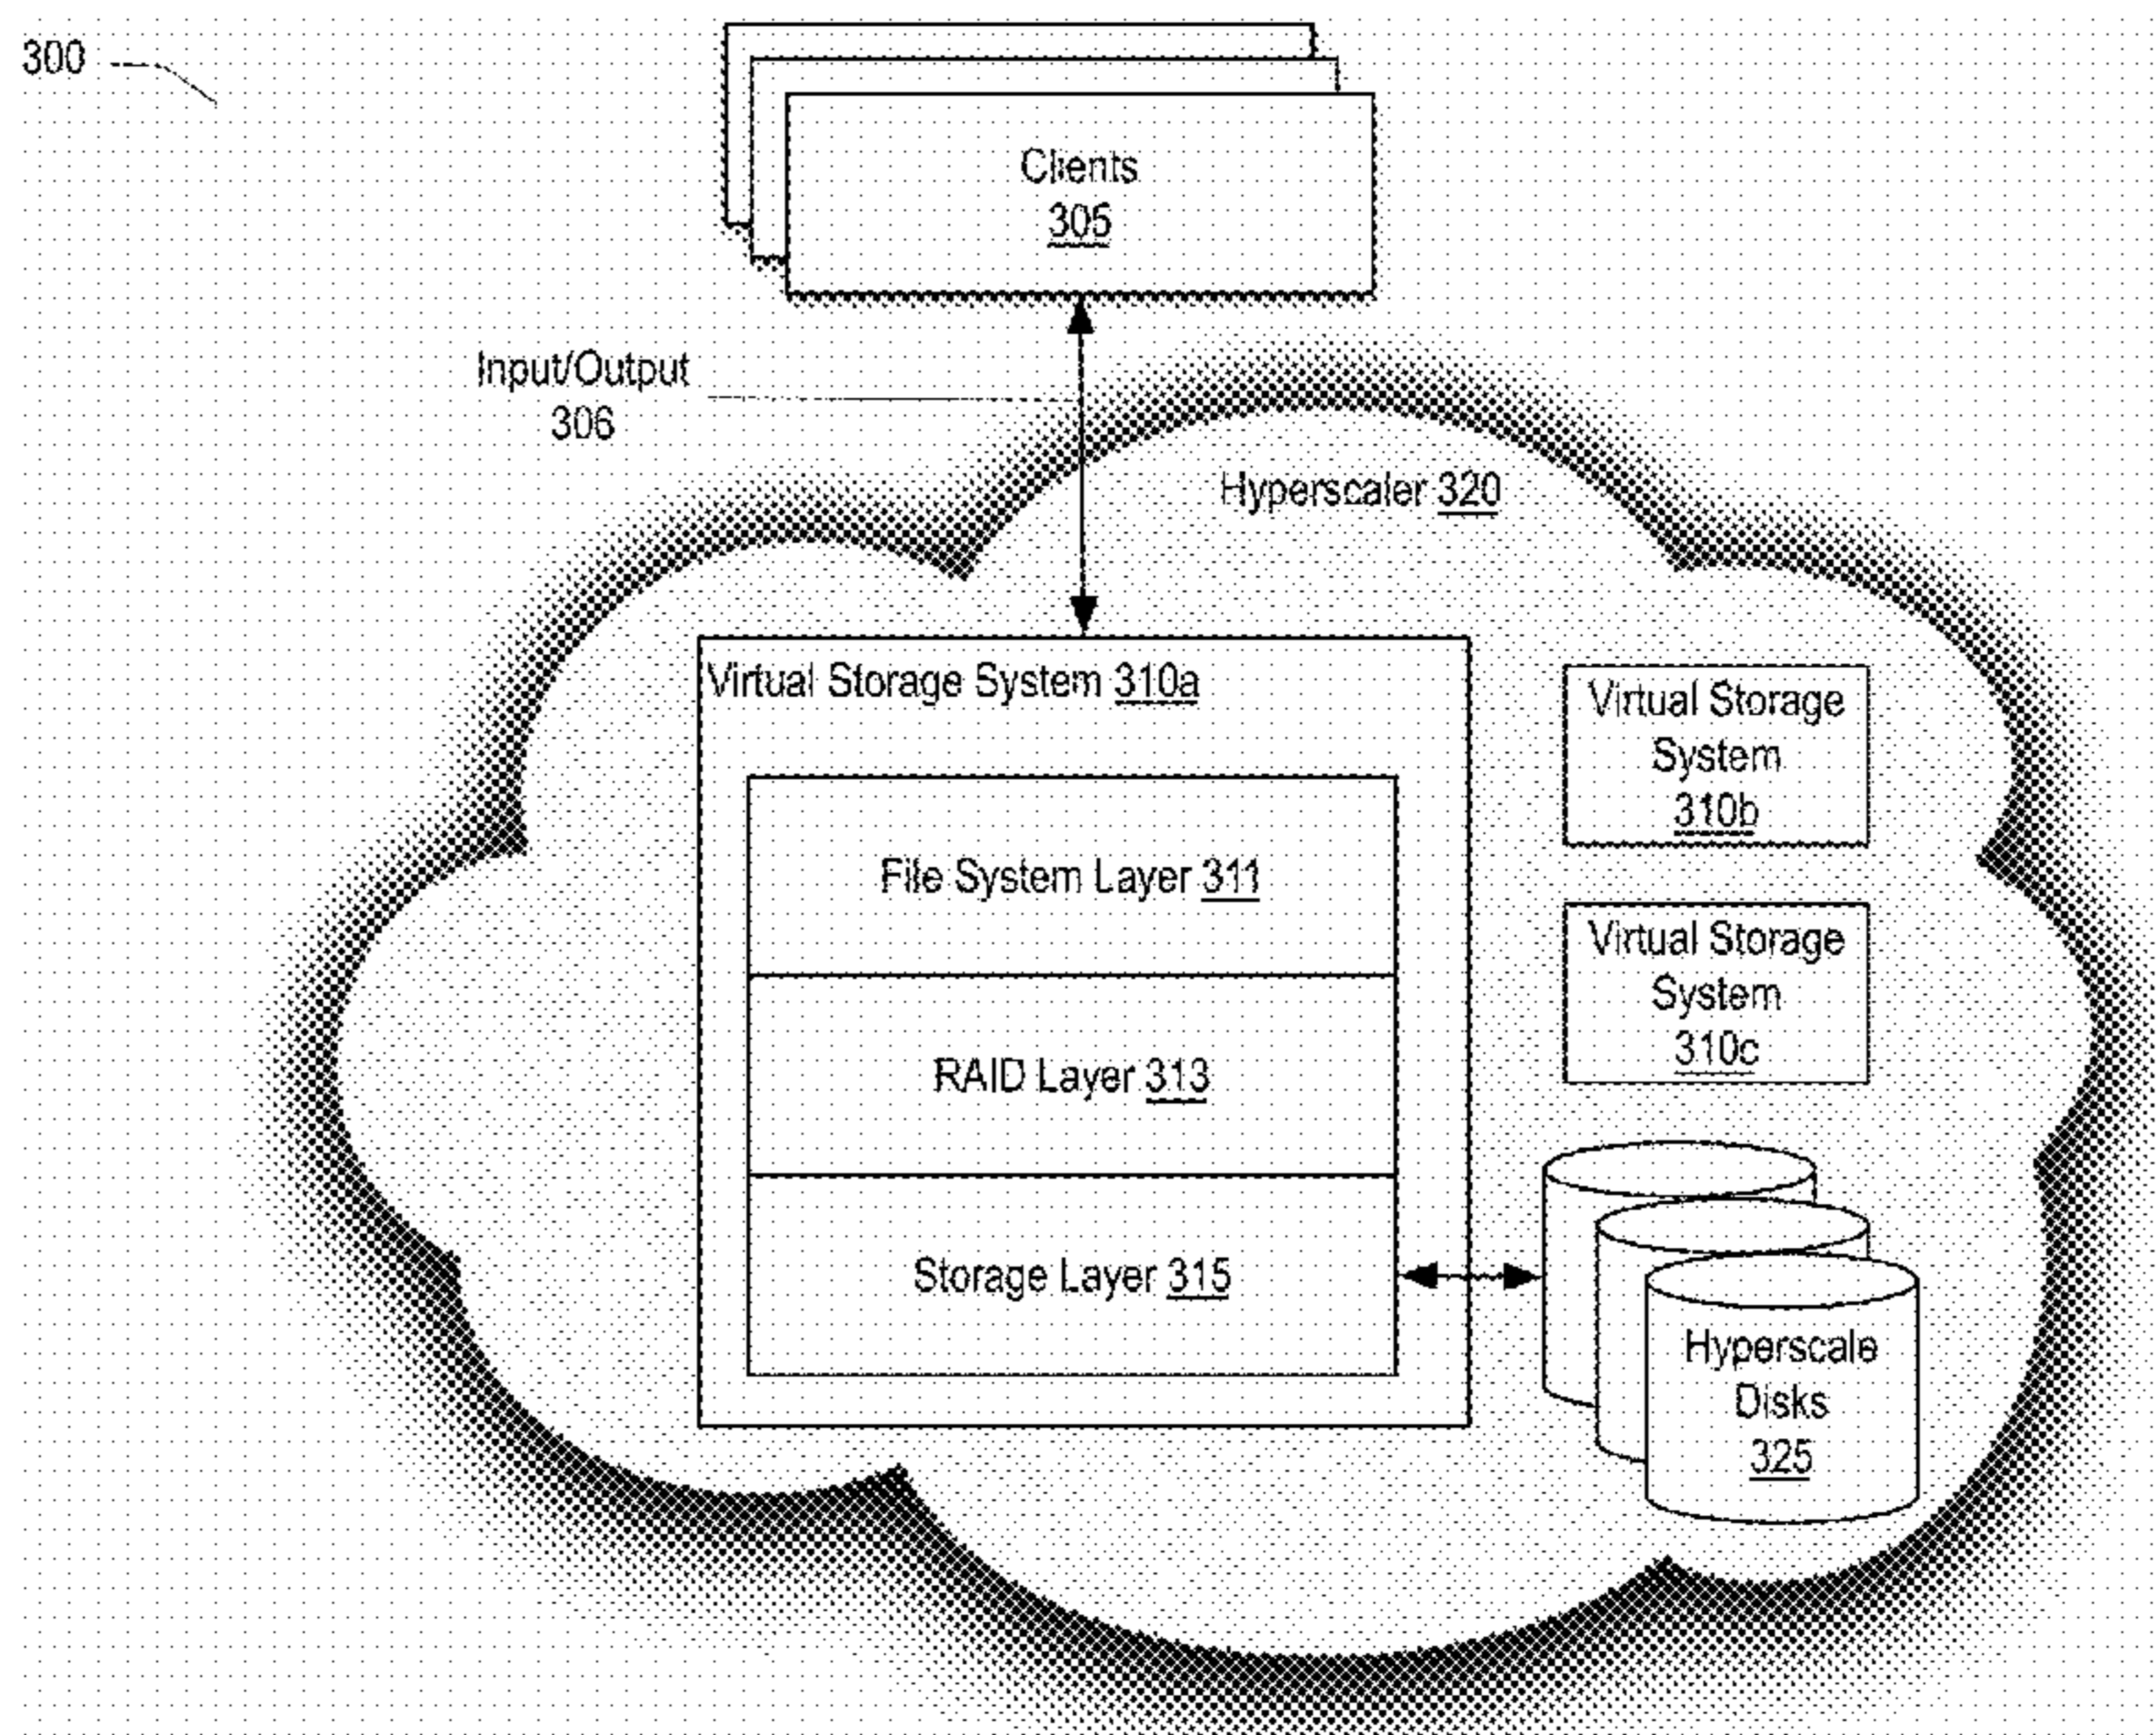 300
Clients
305
Input/Output
306
Hyperscaler 320
Virtual Storage System 310a
File System Layer 311
RAID Layer 313
Storage Layer 315
Virtual Storage
System
310b
Virtual Storage
System
310c
Hyperscale
Disks
325